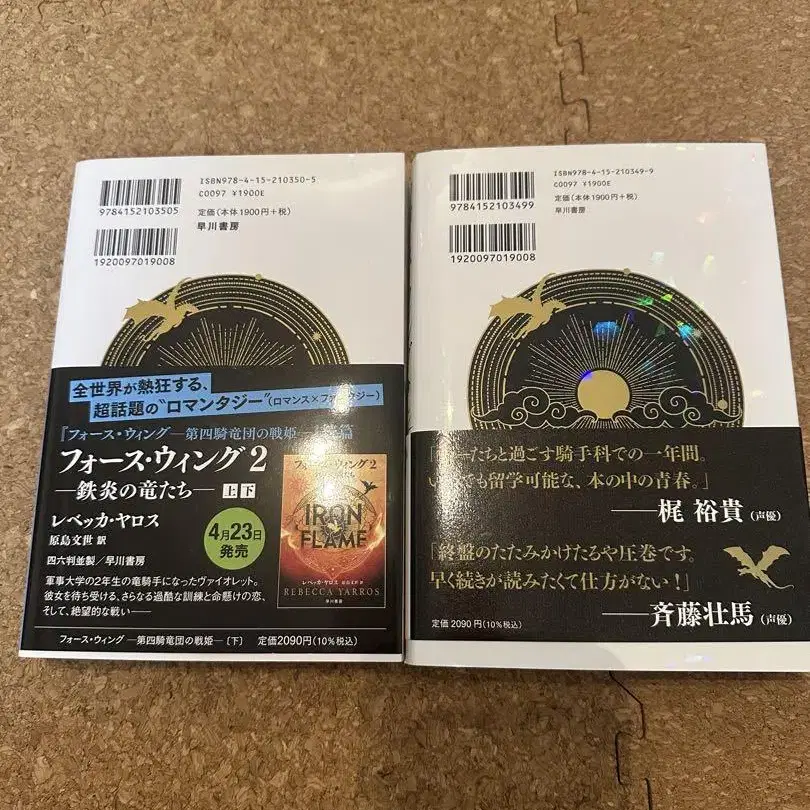 ISBN978-4-15-210350-5
C0097 ¥1900E
9784152103505
定価(本体1900円+税)
早川書房
1920097019008
全世界が熱狂する、
超話題の“ロマンタジー”(ロマンス×ファンタジー)
『フォース・ウィング―第四騎竜団の戦姫―
フォース・ウィング2
―鉄炎の竜たち― 上下
レベッカ・ヤロス
原島文世 訳
四六判並製/早川書房
4月23日
発売
軍事大学の2年生の竜騎手になったヴァイオレット。
彼女を待ち受ける、さらなる過酷な訓練と命懸けの恋、
そして、絶望的な戦い――
フォース・ウィング2
IRON
FLAME
レベッカ・ヤロス
REBECCA YARROS
早川書房
フォース・ウィング ―第四騎竜団の戦姫― [下] 定価2090円(10%税込)
ISBN978-4-15-210349-9
C0097 ¥1900E
9784152103499
定価(本体1900円+税)
早川書房
1920097019008
たちと過ごす騎手科での一年間。
でも留学可能な、本の中の青春。」
――梶 裕貴(声優)
「終盤のたたみかけたるや圧巻です。
早く続きが読みたくて仕方がない!」
――斉藤壮馬(声優)
定価 2090円(10%税込)